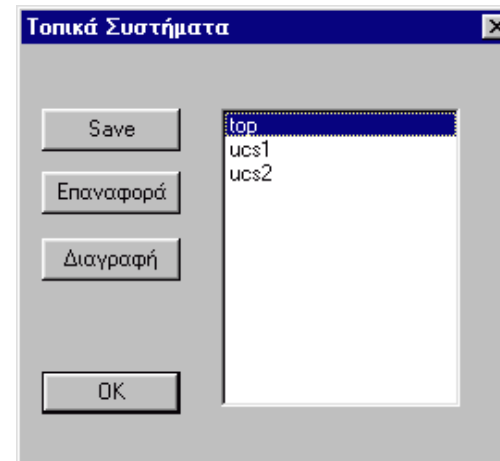 Τοπικά Συστήματα
Save
Επαναφορά
Διαγραφή
OK
top
ucs1
ucs2